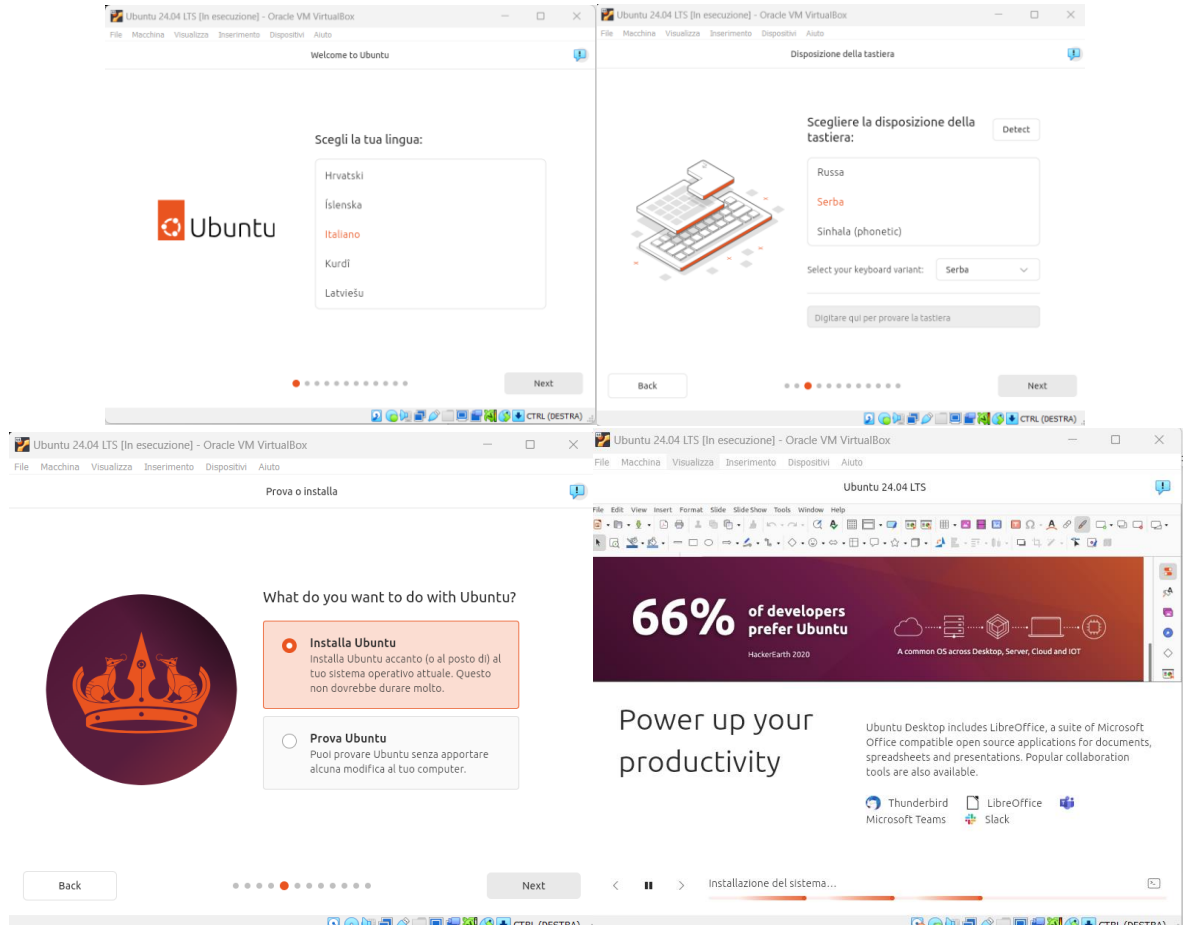 Ubuntu 24.04 LTS [In esecuzione] - Oracle VM VirtualBox
File Macchina Visualizza Inserimento Dispositivi Aiuto
Welcome to Ubuntu
Ubuntu
Scegli la tua lingua:
Hrvatski
Íslenska
Italiano
Kurdî
Latviešu
Next
CTRL (DESTRA)
Ubuntu 24.04 LTS [In esecuzione] - Oracle VM VirtualBox
File Macchina Visualizza Inserimento Dispositivi Aiuto
Disposizione della tastiera
Scegliere la disposizione della
tastiera:
Detect
Russa
Serba
Sinhala (phonetic)
Select your keyboard variant: Serba
Digitare qui per provare la tastiera
Back
Next
CTRL (DESTRA)
Ubuntu 24.04 LTS [In esecuzione] - Oracle VM VirtualBox
File Macchina Visualizza Inserimento Dispositivi Aiuto
Prova o installa
What do you want to do with Ubuntu?
Installa Ubuntu
Installa Ubuntu accanto (o al posto di) al
tuo sistema operativo attuale. Questo
non dovrebbe durare molto.
Prova Ubuntu
Puoi provare Ubuntu senza apportare
alcuna modifica al tuo computer.
Back
Next
CTRL (DESTRA)
Ubuntu 24.04 LTS [In esecuzione] - Oracle VM VirtualBox
File Macchina Visualizza Inserimento Dispositivi Aiuto
Ubuntu 24.04 LTS
File Edit View Insert Format Slide Slide Show Tools Window Help
66% of developers
prefer Ubuntu
HackerEarth 2020
A common OS across Desktop, Server, Cloud and IOT
Power up your
productivity
Ubuntu Desktop includes LibreOffice, a suite of Microsoft
Office compatible open source applications for documents,
spreadsheets and presentations. Popular collaboration
tools are also available.
Thunderbird LibreOffice
Microsoft Teams Slack
Installazione del sistema...
CTRL (DESTRA)